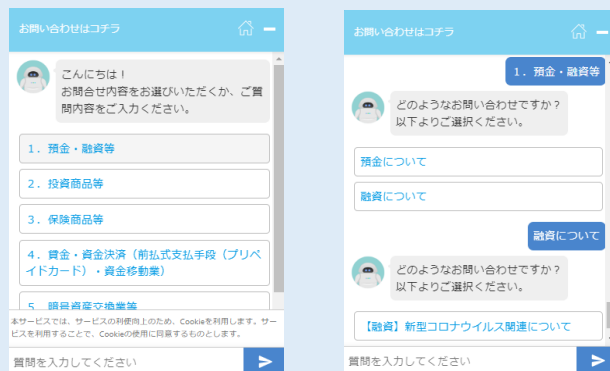 お問い合わせはコチラ
こんにちは！
お問合せ内容をお選びいただくか、ご質
問内容をご入力ください。
1．預金・融資等
2．投資商品等
3．保険商品等
4．貸金・資金決済（前払式支払手段（プリペ
イドカード）・資金移動業）
5．暗号資産交換業等
本サービスでは、サービスの利便向上のため、Cookieを利用します。サー
ビスを利用することで、Cookieの使用に同意するものとします。
質問を入力してください
お問い合わせはコチラ
1．預金・融資等
どのようなお問い合わせですか？
以下よりご選択ください。
預金について
融資について
融資について
どのようなお問い合わせですか？
以下よりご選択ください。
【融資】新型コロナウイルス関連について
質問を入力してください